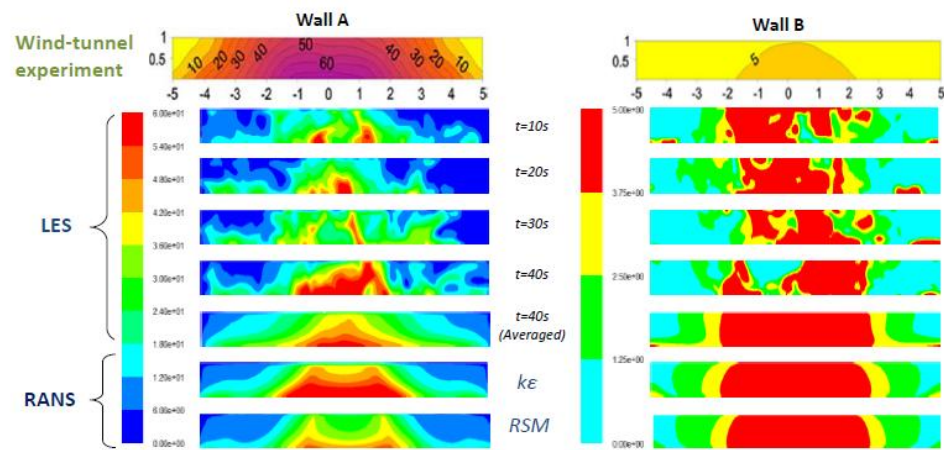 Wall A
Wall B
Wind-tunnel
experiment
1
0.5
10 20 30 40 50 60 40 30 20 10
-5 -4 -3 -2 -1 0 1 2 3 4 5
1
0.5
5
-5 -4 -3 -2 -1 0 1 2 3 4 5
LES
RANS
6.00e+01
5.40e+01
4.80e+01
4.20e+01
3.60e+01
3.00e+01
2.40e+01
1.80e+01
1.20e+01
6.00e+00
0.00e+00
t=10s
t=20s
t=30s
t=40s
t=40s
(Averaged)
kε
RSM
5.00e+00
3.75e+00
2.50e+00
1.25e+00
0.00e+00